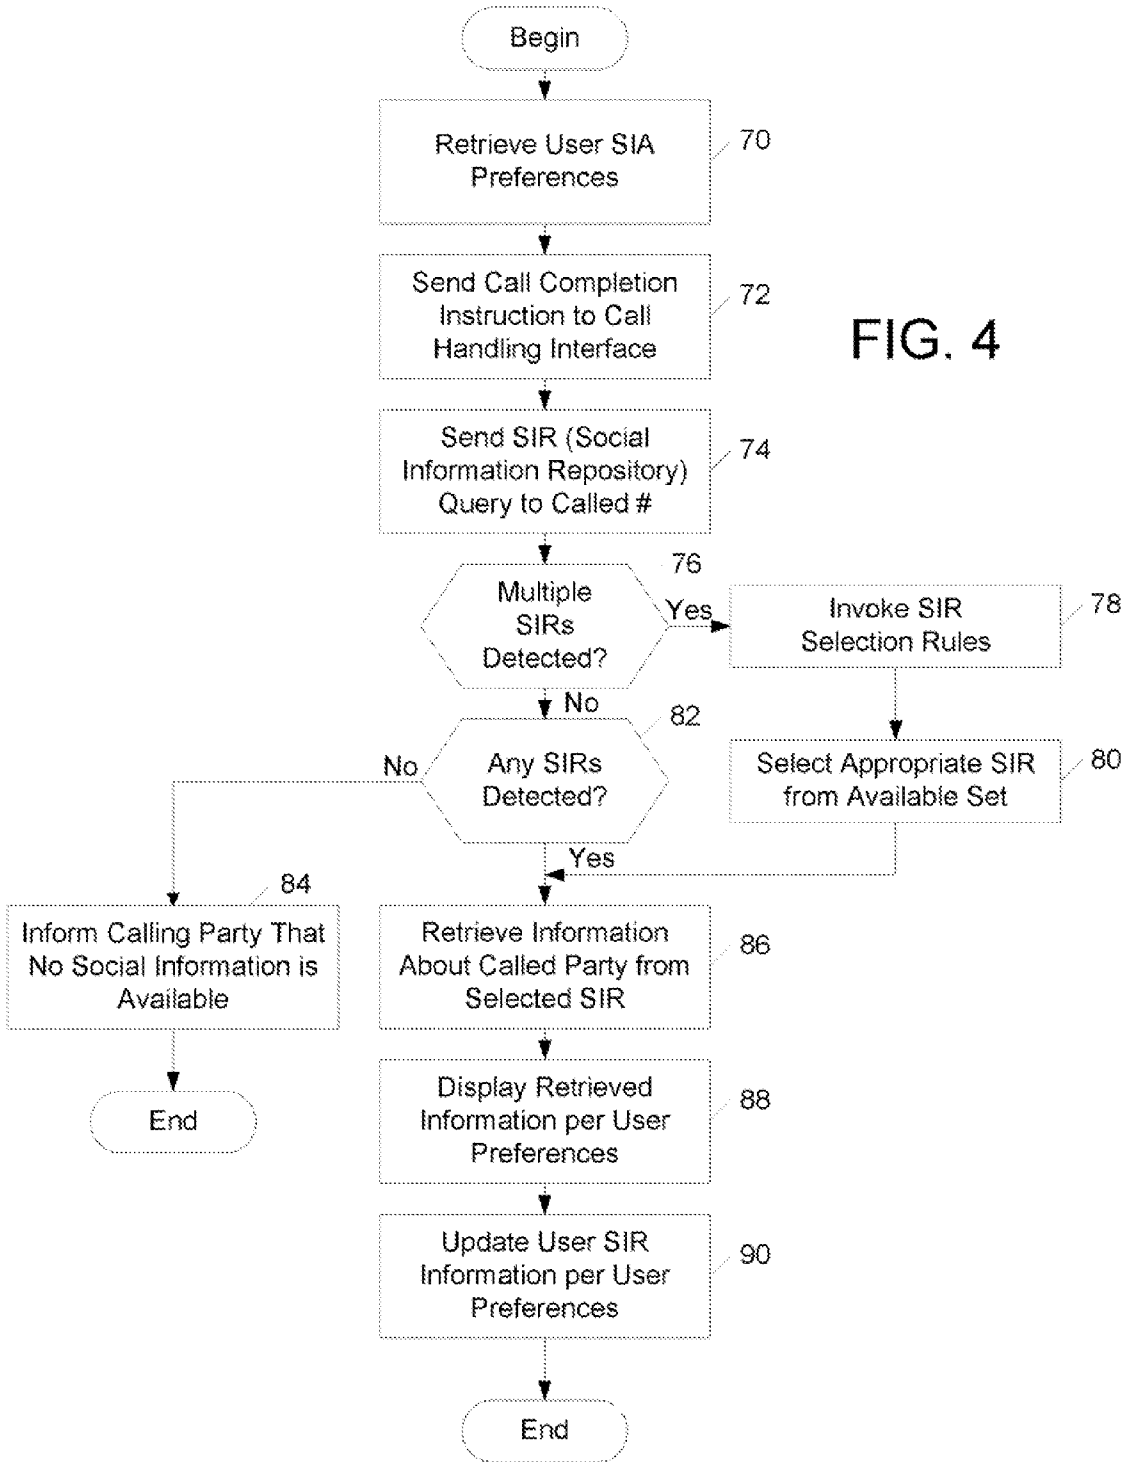 Begin
Retrieve User SIA
Preferences
70
Send Call Completion
Instruction to Call
Handling Interface
72
FIG. 4
Send SIR (Social
Information Repository)
Query to Called #
74
Multiple
SIRs
Detected?
76
Yes
Invoke SIR
Selection Rules
78
No
Any SIRs
Detected?
82
No
Select Appropriate SIR
from Available Set
80
Yes
Inform Calling Party That
No Social Information is
Available
84
End
Retrieve Information
About Called Party from
Selected SIR
86
Display Retrieved
Information per User
Preferences
88
Update User SIR
Information per User
Preferences
90
End